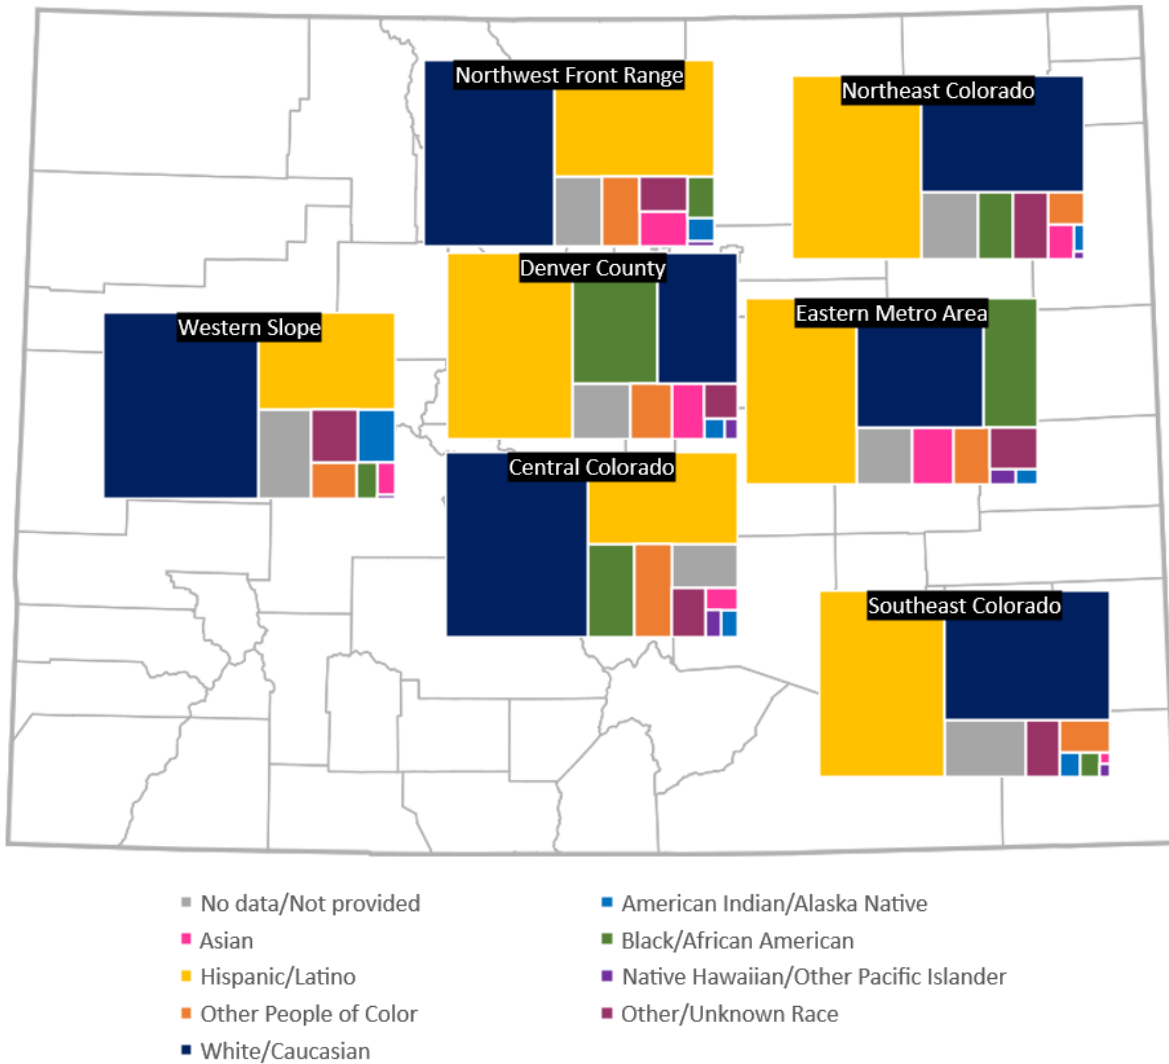 Northwest Front Range
Northeast Colorado
Denver County
Eastern Metro Area
Western Slope
Central Colorado
Southeast Colorado
No data/Not provided
Asian
Hispanic/Latino
Other People of Color
White/Caucasian
American Indian/Alaska Native
Black/African American
Native Hawaiian/Other Pacific Islander
Other/Unknown Race